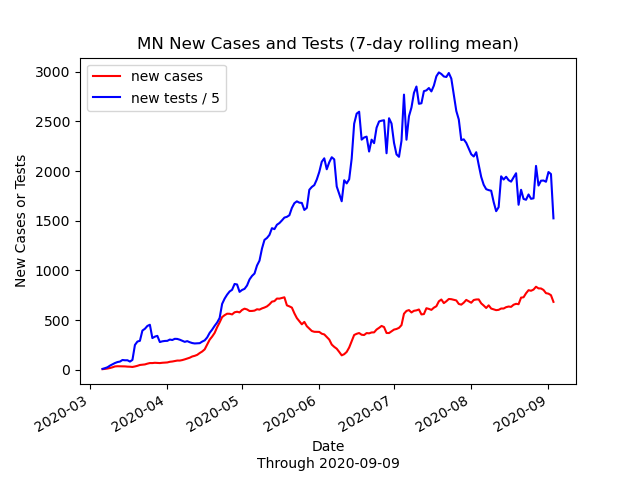 MN New Cases and Tests (7-day rolling mean)
new cases
new tests / 5
New Cases or Tests
3000
2500
2000
1500
1000
500
0
2020-03
2020-04
2020-05
2020-06
2020-07
2020-08
2020-09
Date
Through 2020-09-09